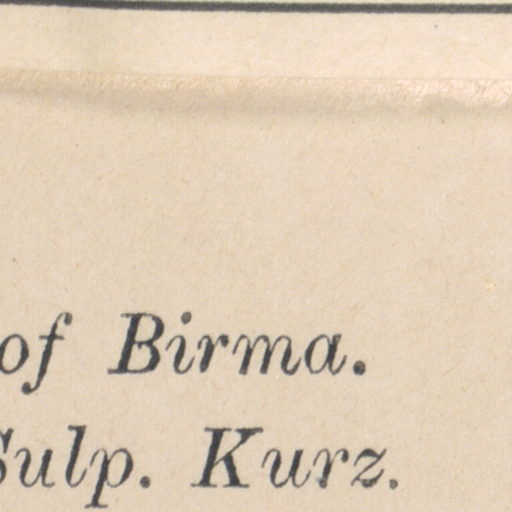 of Birma.
Sulp. Kurz.